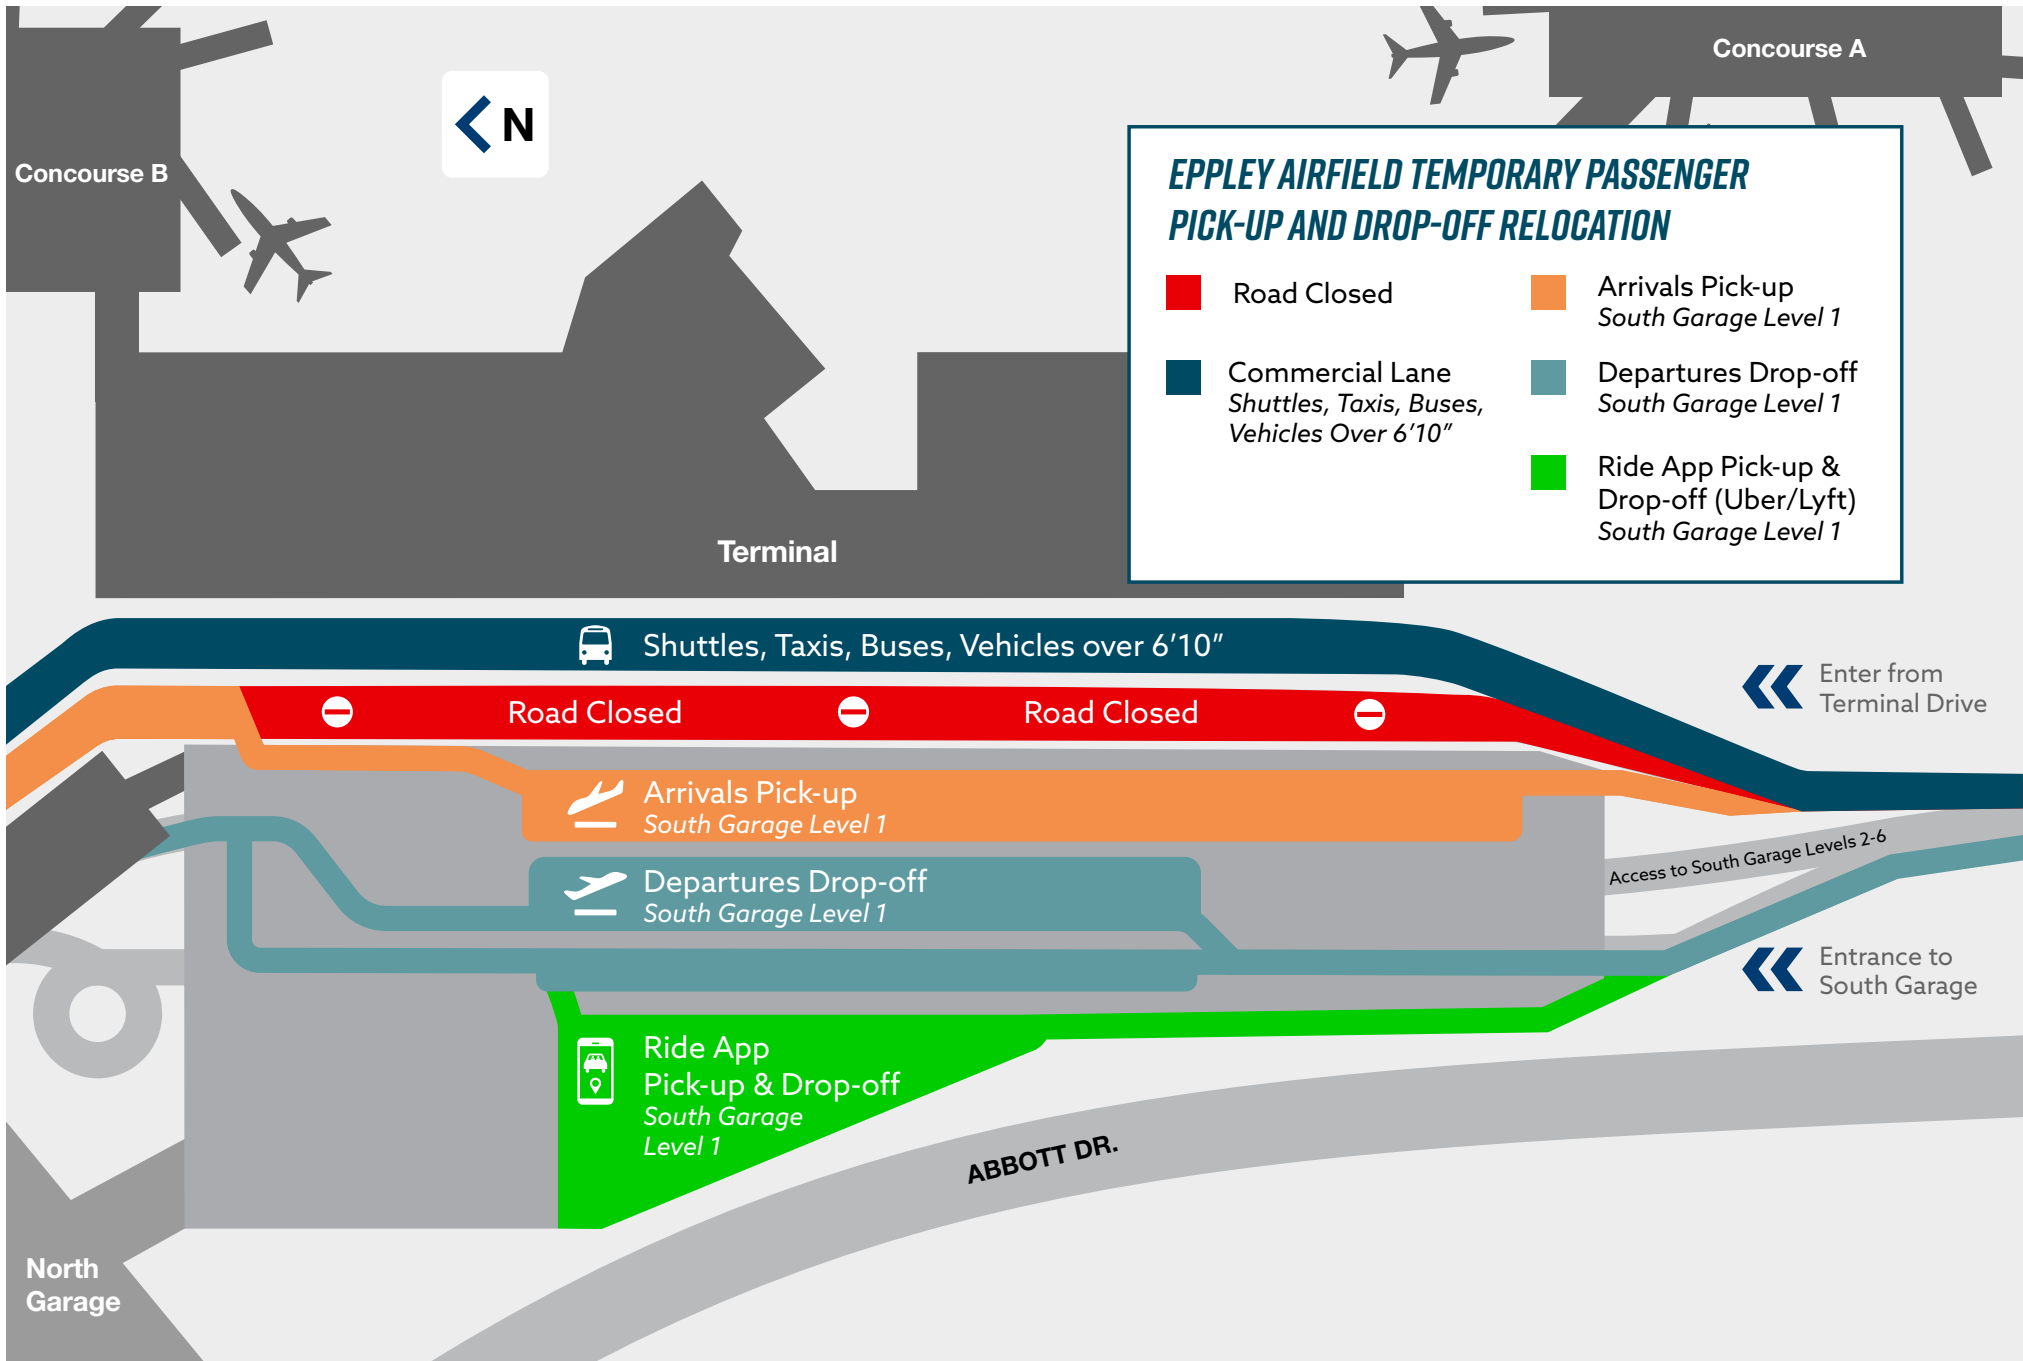 Concourse A
N
Concourse B
EPPLEY AIRFIELD TEMPORARY PASSENGER
PICK-UP AND DROP-OFF RELOCATION
Road Closed
Commercial Lane
Shuttles, Taxis, Buses,
Vehicles Over 6'10"
Arrivals Pick-up
South Garage Level 1
Departures Drop-off
South Garage Level 1
Ride App Pick-up &
Drop-off (Uber/Lyft)
South Garage Level 1
Terminal
Shuttles, Taxis, Buses, Vehicles over 6'10"
Enter from
Terminal Drive
Road Closed
Road Closed
Arrivals Pick-up
South Garage Level 1
Access to South Garage Levels 2-6
Departures Drop-off
South Garage Level 1
Entrance to
South Garage
Ride App
Pick-up & Drop-off
South Garage
Level 1
ABBOTT DR.
North
Garage